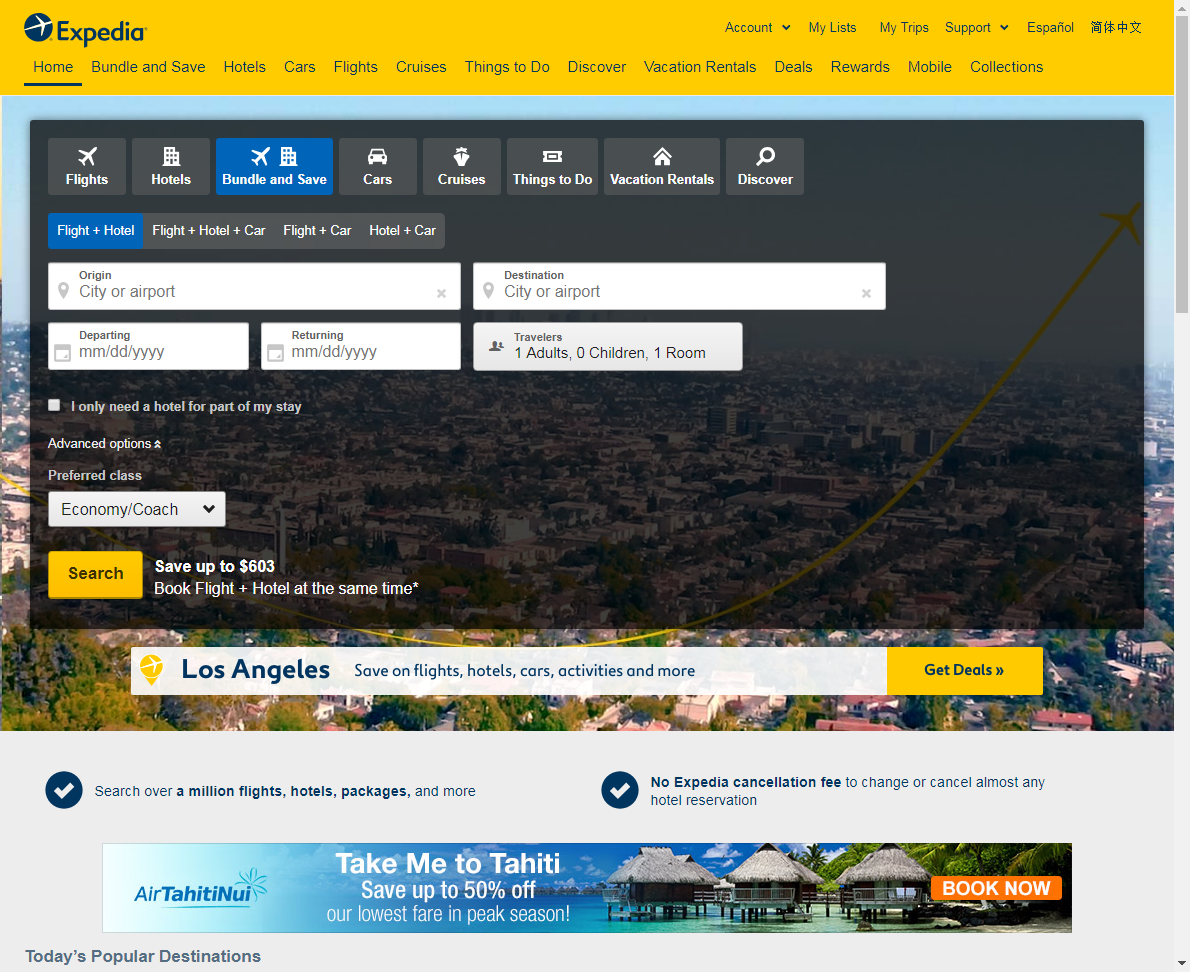 Expedia
Account My Lists My Trips Support Español 简体中文
Home Bundle and Save Hotels Cars Flights Cruises Things to Do Discover Vacation Rentals Deals Rewards Mobile Collections
Flights Hotels Bundle and Save Cars Cruises Things to Do Vacation Rentals Discover
Flight + Hotel Flight + Hotel + Car Flight + Car Hotel + Car
Origin
City or airport
Destination
City or airport
Departing
mm/dd/yyyy
Returning
mm/dd/yyyy
Travelers
1 Adults, 0 Children, 1 Room
I only need a hotel for part of my stay
Advanced options
Preferred class
Economy/Coach
Search
Save up to $603
Book Flight + Hotel at the same time*
Los Angeles Save on flights, hotels, cars, activities and more Get Deals »
Search over a million flights, hotels, packages, and more
No Expedia cancellation fee to change or cancel almost any
hotel reservation
AirTahitiNui
Take Me to Tahiti
Save up to 50% off
our lowest fare in peak season!
BOOK NOW
Today's Popular Destinations